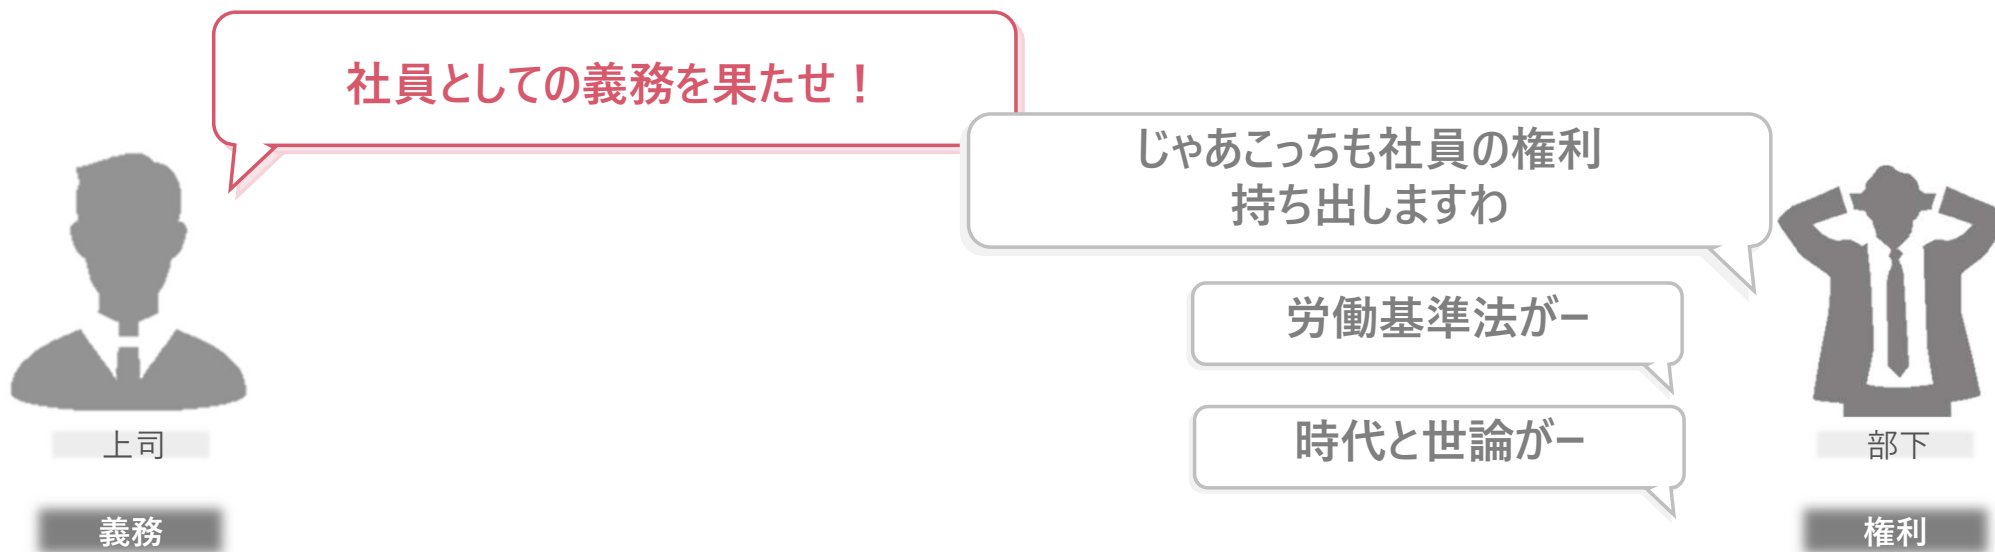 社員としての義務を果たせ！
じゃあこっちも社員の権利
持ち出しますわ
労働基準法がー
時代と世論がー
上司
部下
義務
権利